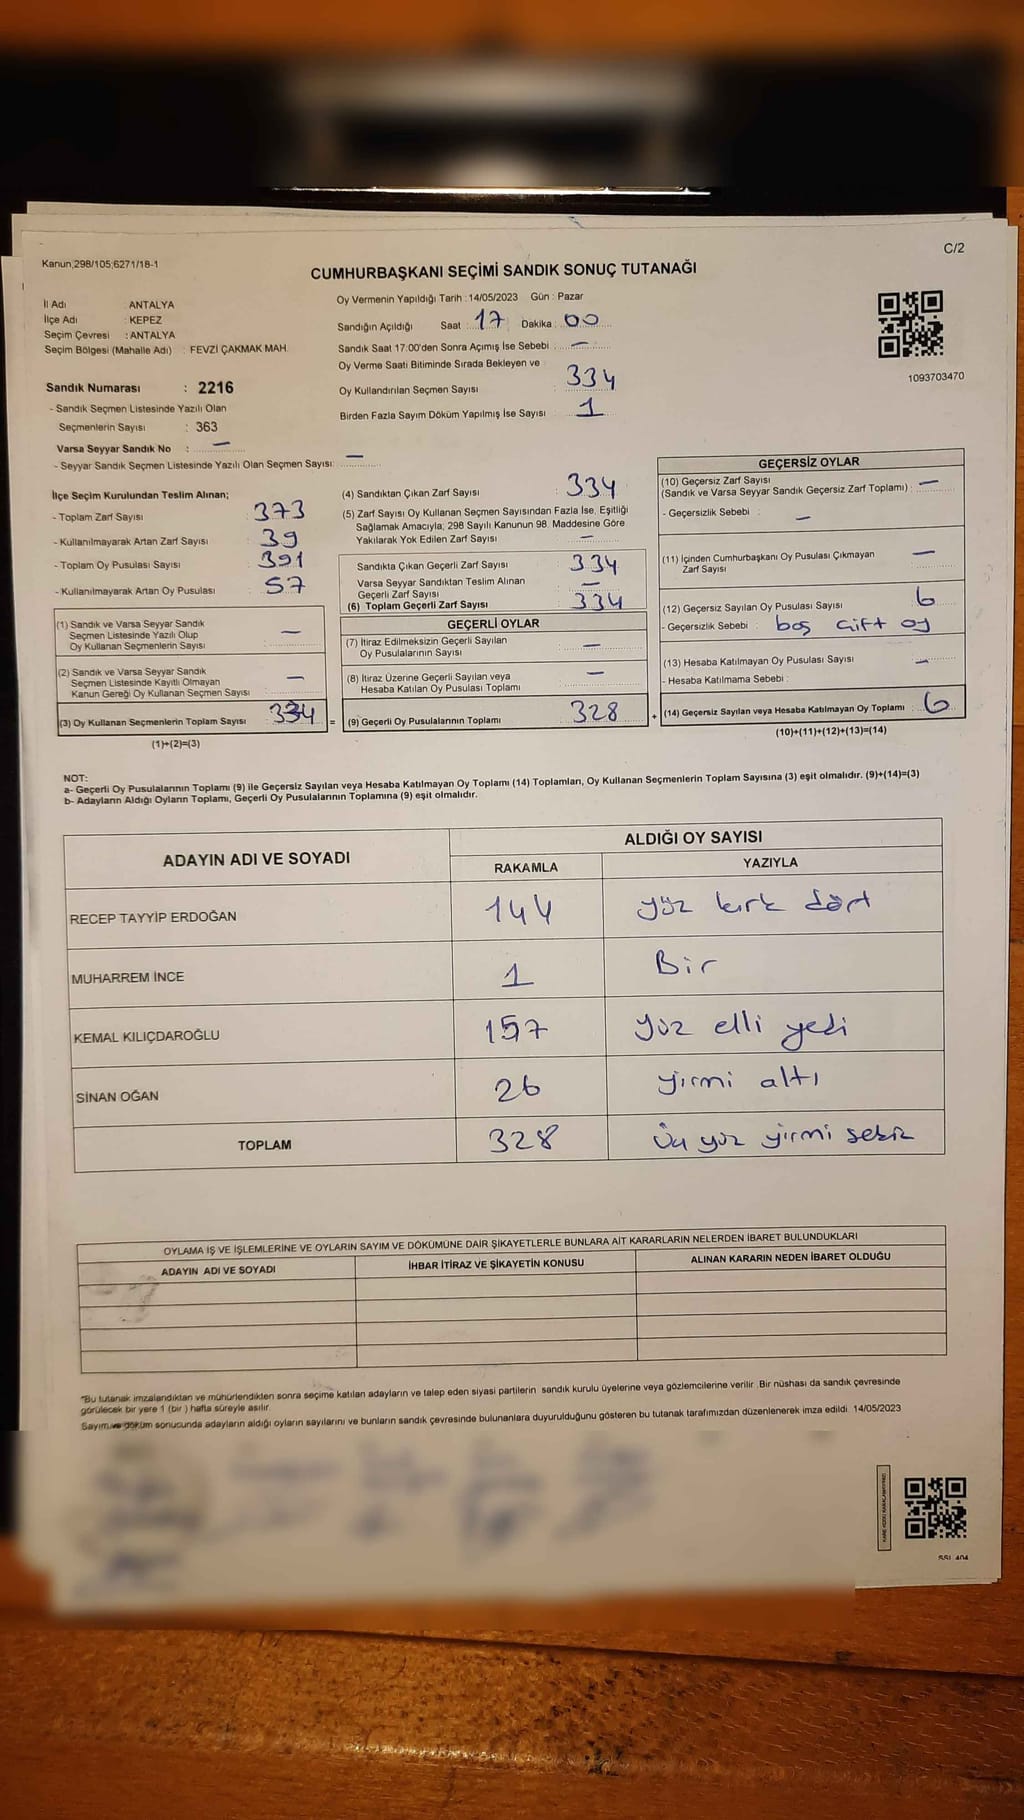 Kanun;298/105;6271/18-1
C/2
CUMHURBAŞKANI SEÇİMİ SANDIK SONUÇ TUTANAĞI
İl Adı : ANTALYA
İlçe Adı : KEPEZ
Seçim Çevresi : ANTALYA
Seçim Bölgesi (Mahalle Adı) : FEVZİ ÇAKMAK MAH.
Oy Vermenin Yapıldığı Tarih : 14/05/2023 Gün : Pazar
Sandığın Açıldığı Saat : 17 Dakika : 00
Sandık Saat 17:00'den Sonra Açımış İse Sebebi : —
Oy Verme Saati Bitiminde Sırada Bekleyen ve
Oy Kullandırılan Seçmen Sayısı : 334
Birden Fazla Sayım Döküm Yapılmış İse Sayısı : 1
1093703470
Sandık Numarası : 2216
- Sandık Seçmen Listesinde Yazılı Olan
Seçmenlerin Sayısı : 363
Varsa Seyyar Sandık No : —
- Seyyar Sandık Seçmen Listesinde Yazılı Olan Seçmen Sayısı: —
İlçe Seçim Kurulundan Teslim Alınan;
- Toplam Zarf Sayısı : 373
- Kullanılmayarak Artan Zarf Sayısı : 39
- Toplam Oy Pusulası Sayısı : 391
- Kullanılmayarak Artan Oy Pusulası : 57
(1) Sandık ve Varsa Seyyar Sandık
Seçmen Listesinde Yazılı Olup
Oy Kullanan Seçmenlerin Sayısı : —
(2) Sandık ve Varsa Seyyar Sandık
Seçmen Listesinde Kayıtlı Olmayan
Kanun Gereği Oy Kullanan Seçmen Sayısı : —
(3) Oy Kullanan Seçmenlerin Toplam Sayısı : 334 =
(1)+(2)=(3)
(4) Sandıktan Çıkan Zarf Sayısı : 334
(5) Zarf Sayısı Oy Kullanan Seçmen Sayısından Fazla İse, Eşitliği
Sağlamak Amacıyla; 298 Sayılı Kanunun 98. Maddesine Göre
Yakılarak Yok Edilen Zarf Sayısı : —
Sandıkta Çıkan Geçerli Zarf Sayısı : 334
Varsa Seyyar Sandıktan Teslim Alınan
Geçerli Zarf Sayısı : —
(6) Toplam Geçerli Zarf Sayısı : 334
GEÇERLİ OYLAR
(7) İtiraz Edilmeksizin Geçerli Sayılan
Oy Pusulalarının Sayısı : —
(8) İtiraz Üzerine Geçerli Sayılan veya
Hesaba Katılan Oy Pusulası Toplamı : —
(9) Geçerli Oy Pusulalarının Toplamı : 328 +
GEÇERSİZ OYLAR
(10) Geçersiz Zarf Sayısı
(Sandık ve Varsa Seyyar Sandık Geçersiz Zarf Toplamı) : —
- Geçersizlik Sebebi : —
(11) İçinden Cumhurbaşkanı Oy Pusulası Çıkmayan
Zarf Sayısı : —
(12) Geçersiz Sayılan Oy Pusulası Sayısı : 6
- Geçersizlik Sebebi : boş çift oy
(13) Hesaba Katılmayan Oy Pusulası Sayısı : —
- Hesaba Katılmama Sebebi :
(14) Geçersiz Sayılan veya Hesaba Katılmayan Oy Toplamı : 6
(10)+(11)+(12)+(13)=(14)
NOT:
a- Geçerli Oy Pusulalarının Toplamı (9) ile Geçersiz Sayılan veya Hesaba Katılmayan Oy Toplamı (14) Toplamları, Oy Kullanan Seçmenlerin Toplam Sayısına (3) eşit olmalıdır. (9)+(14)=(3)
b- Adayların Aldığı Oyların Toplamı, Geçerli Oy Pusulalarının Toplamına (9) eşit olmalıdır.
ADAYIN ADI VE SOYADI
ALDIĞI OY SAYISI
RAKAMLA YAZIYLA
RECEP TAYYİP ERDOĞAN 144 yüz kırk dört
MUHARREM İNCE 1 Bir
KEMAL KILIÇDAROĞLU 157 yüz elli yedi
SİNAN OĞAN 26 yirmi altı
TOPLAM 328 Üç yüz yirmi sekiz
OYLAMA İŞ VE İŞLEMLERİNE VE OYLARIN SAYIM VE DÖKÜMÜNE DAİR ŞİKAYETLERLE BUNLARA AİT KARARLARIN NELERDEN İBARET BULUNDUKLARI
ADAYIN ADI VE SOYADI İHBAR İTİRAZ VE ŞİKAYETİN KONUSU ALINAN KARARIN NEDEN İBARET OLDUĞU
*Bu tutanak imzalandıktan ve mühürlendikten sonra seçime katılan adayların ve talep eden siyasi partilerin sandık kurulu üyelerine veya gözlemcilerine verilir. Bir nüshası da sandık çevresinde
görülecek bir yere 1 (bir) hafta süreyle asılır.
Sayım ve döküm sonucunda adayların aldığı oyların sayılarını ve bunların sandık çevresinde bulunanlara duyurulduğunu gösteren bu tutanak tarafımızdan düzenlenerek imza edildi. 14/05/2023